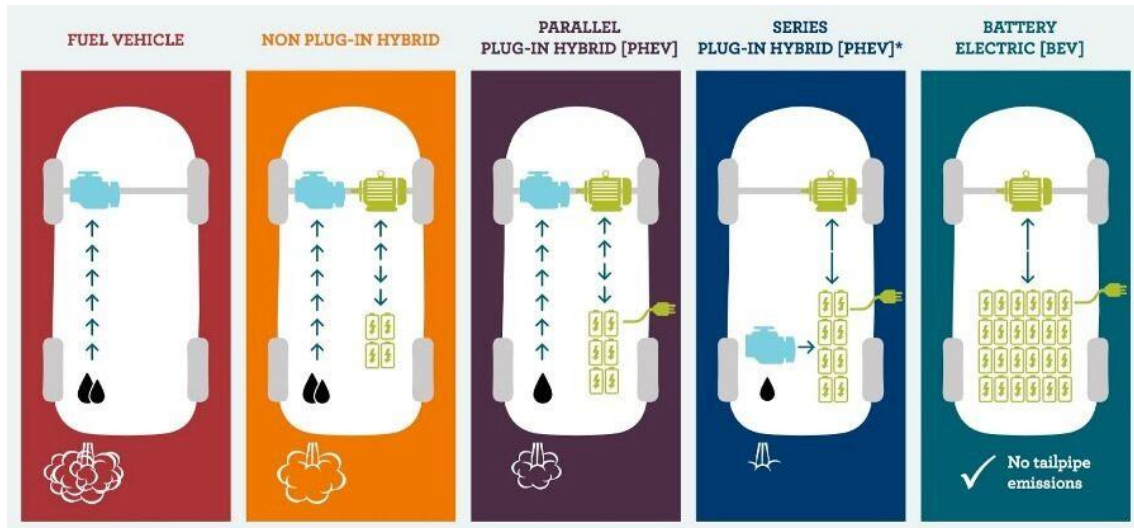 FUEL VEHICLE
NON PLUG-IN HYBRID
PARALLEL
PLUG-IN HYBRID [PHEV]
SERIES
PLUG-IN HYBRID [PHEV]*
BATTERY
ELECTRIC [BEV]
No tailpipe
emissions